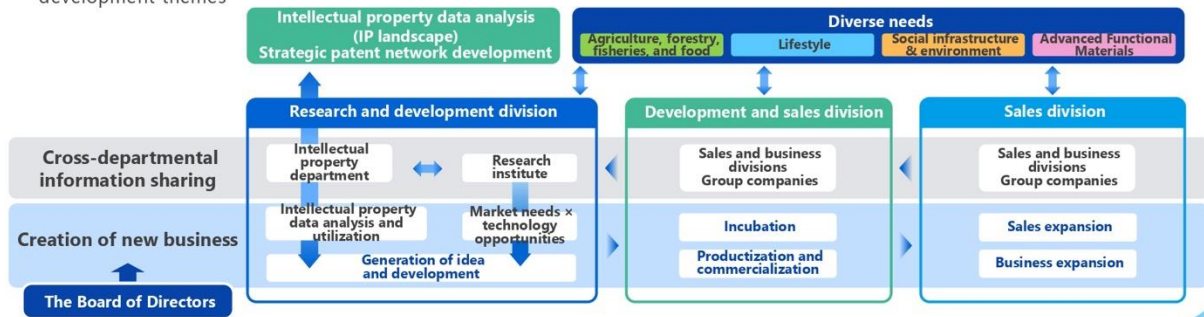 development themes
Intellectual property data analysis
(IP landscape)
Strategic patent network development
Diverse needs
Agriculture, forestry,
fisheries, and food
Lifestyle
Social infrastructure
& environment
Advanced Functional
Materials
Research and development division
Development and sales division
Sales division
Cross-departmental
information sharing
Intellectual
property
department
Research
institute
Sales and business
divisions
Group companies
Sales and business
divisions
Group companies
Creation of new business
Intellectual property
data analysis and
utilization
Market needs ×
technology
opportunities
Incubation
Sales expansion
Generation of idea
and development
Productization and
commercialization
Business expansion
The Board of Directors